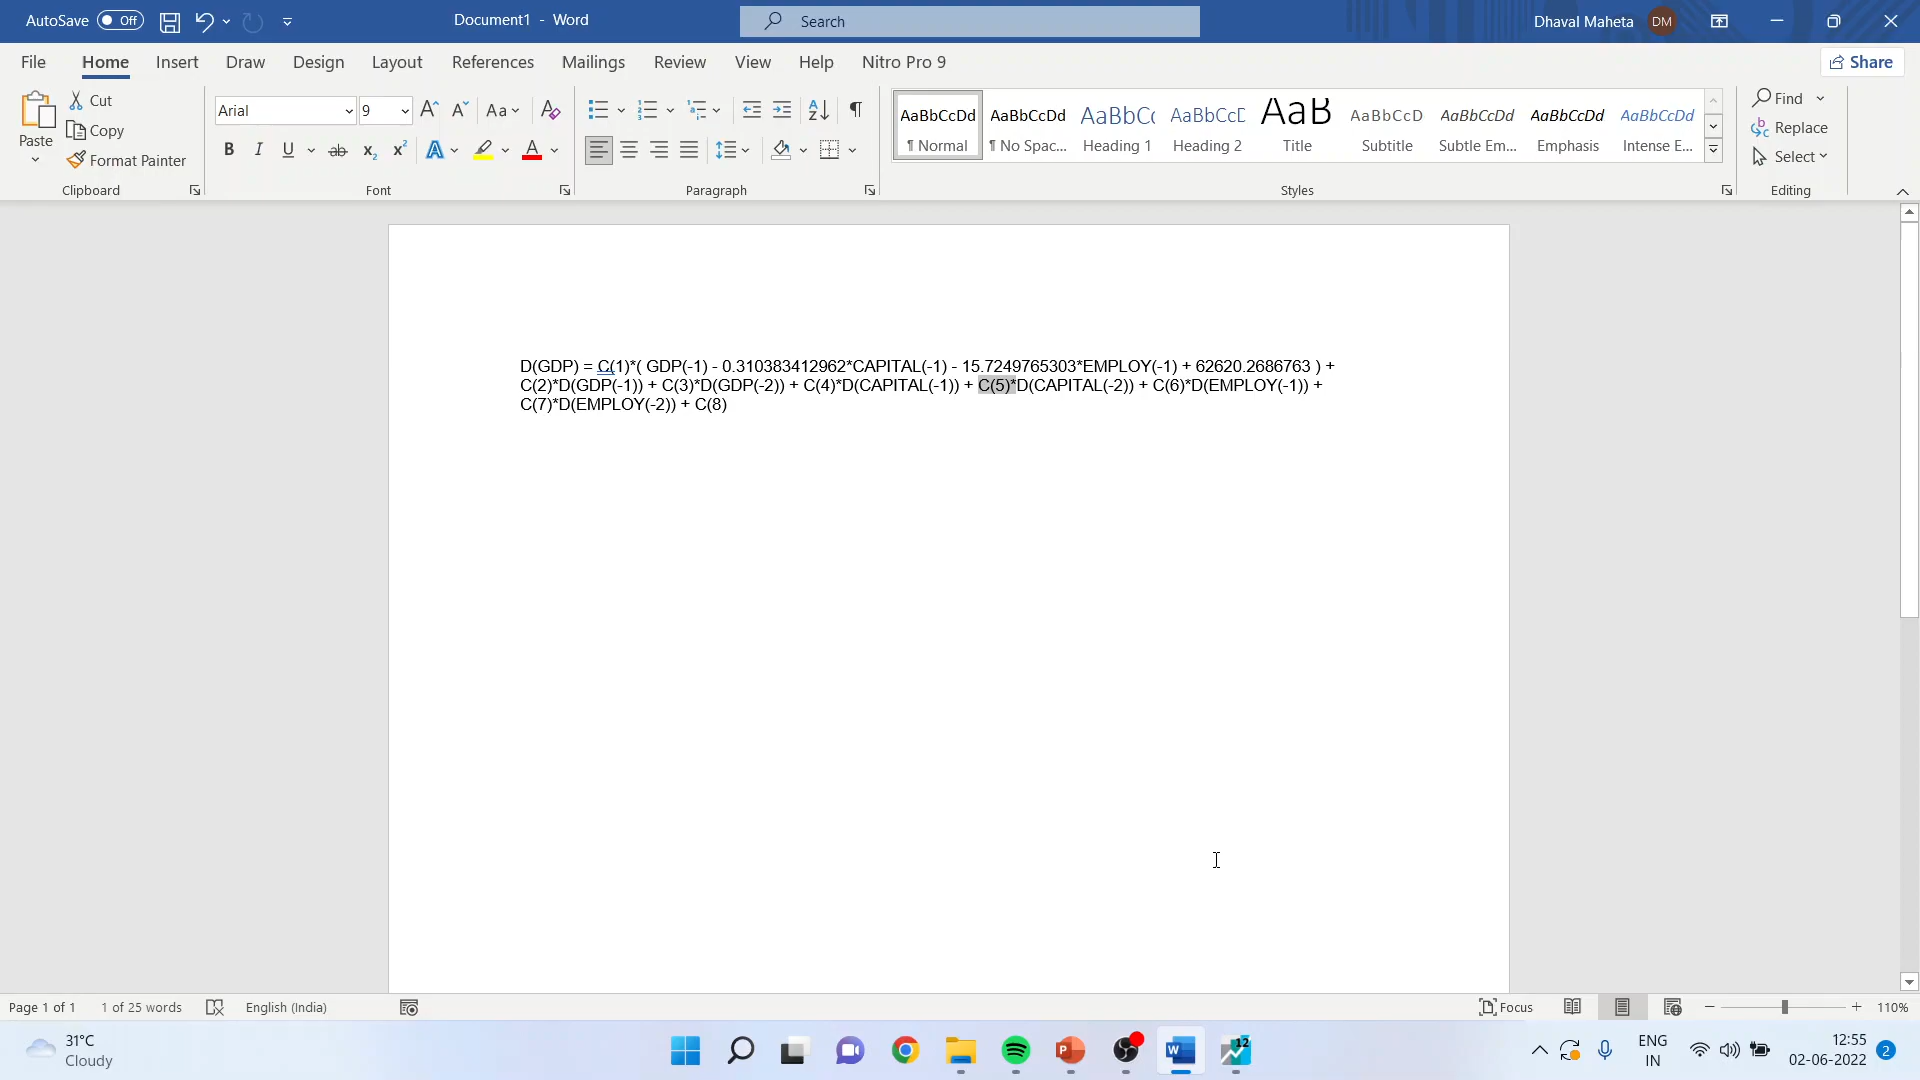 AutoSave Off Document1 - Word Search Dhaval Maheta DM
File Home Insert Draw Design Layout References Mailings Review View Help Nitro Pro 9 Share
Paste Cut Copy Format Painter
Arial 9
Clipboard Font Paragraph Styles Editing
AaBbCcDd AaBbCcDd AaBbCc AaBbCcC AaB AaBbCcD AaBbCcDd AaBbCcDd AaBbCcDd
¶ Normal ¶ No Spac... Heading 1 Heading 2 Title Subtitle Subtle Em... Emphasis Intense E...
Find
Replace
Select
D(GDP) = C(1)*( GDP(-1) - 0.310383412962*CAPITAL(-1) - 15.7249765303*EMPLOY(-1) + 62620.2686763 ) +
C(2)*D(GDP(-1)) + C(3)*D(GDP(-2)) + C(4)*D(CAPITAL(-1)) + C(5)*D(CAPITAL(-2)) + C(6)*D(EMPLOY(-1)) +
C(7)*D(EMPLOY(-2)) + C(8)
Page 1 of 1 1 of 25 words English (India) Focus 110%
31°C
Cloudy
12
ENG
IN
12:55
02-06-2022
2